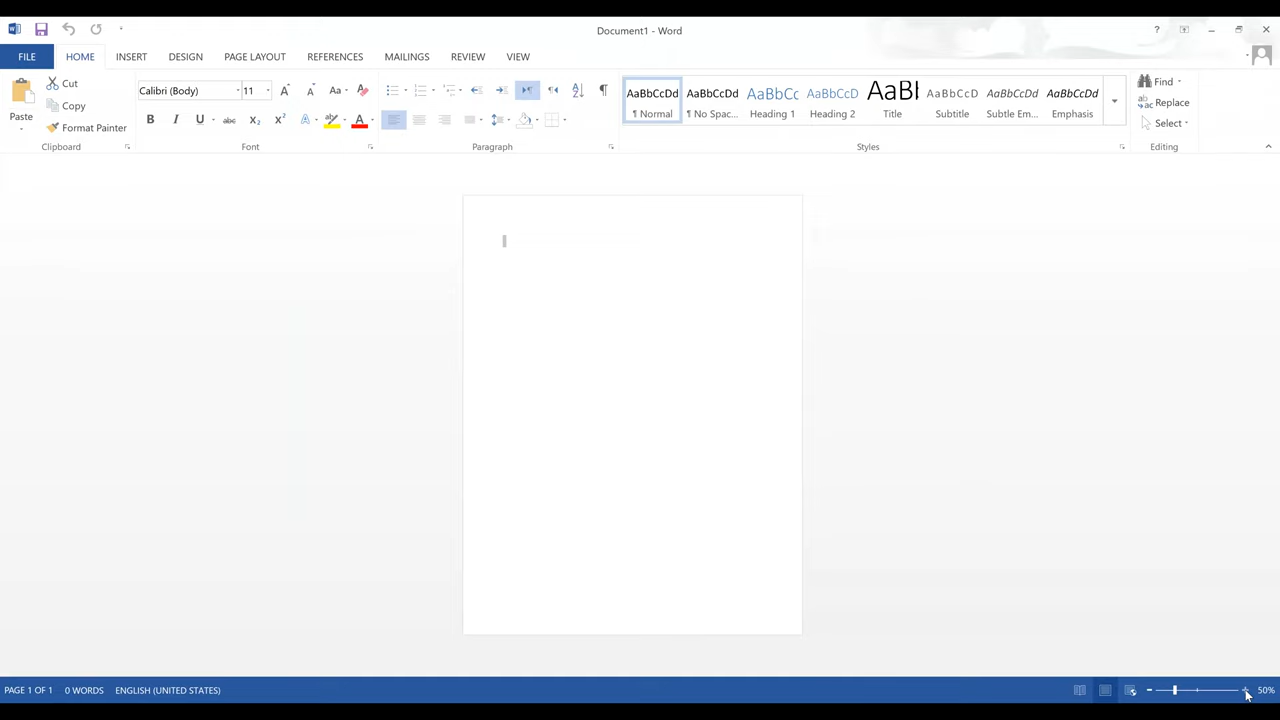 Document1 - Word
FILE HOME INSERT DESIGN PAGE LAYOUT REFERENCES MAILINGS REVIEW VIEW
Paste
Cut
Copy
Format Painter
Clipboard
Calibri (Body) 11
Font
Paragraph
AaBbCcDd AaBbCcDd AaBbCc AaBbCcD AaBl AaBbCcD AaBbCcDd AaBbCcDd
¶ Normal ¶ No Spac... Heading 1 Heading 2 Title Subtitle Subtle Em... Emphasis
Styles
Find
Replace
Select
Editing
PAGE 1 OF 1 0 WORDS ENGLISH (UNITED STATES) 50%